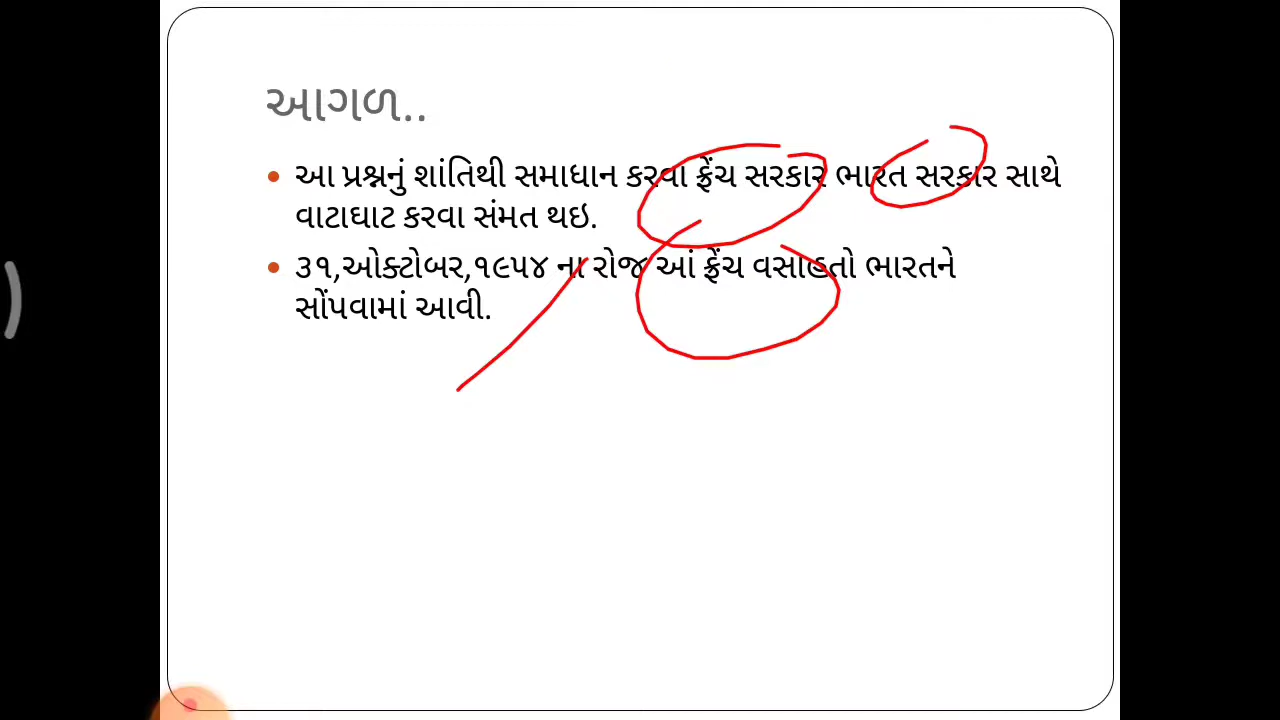 આગળ..
આ પ્રશ્નનું શાંતિથી સમાધાન કરવા ફ્રેંચ સરકાર ભારત સરકાર સાથે
વાટાઘાટ કરવા સંમત થઇ.
૩૧,ઓક્ટોબર,૧૯૫૪ ના રોજ આં ફ્રેંચ વસાહતો ભારતને
સોંપવામાં આવી.